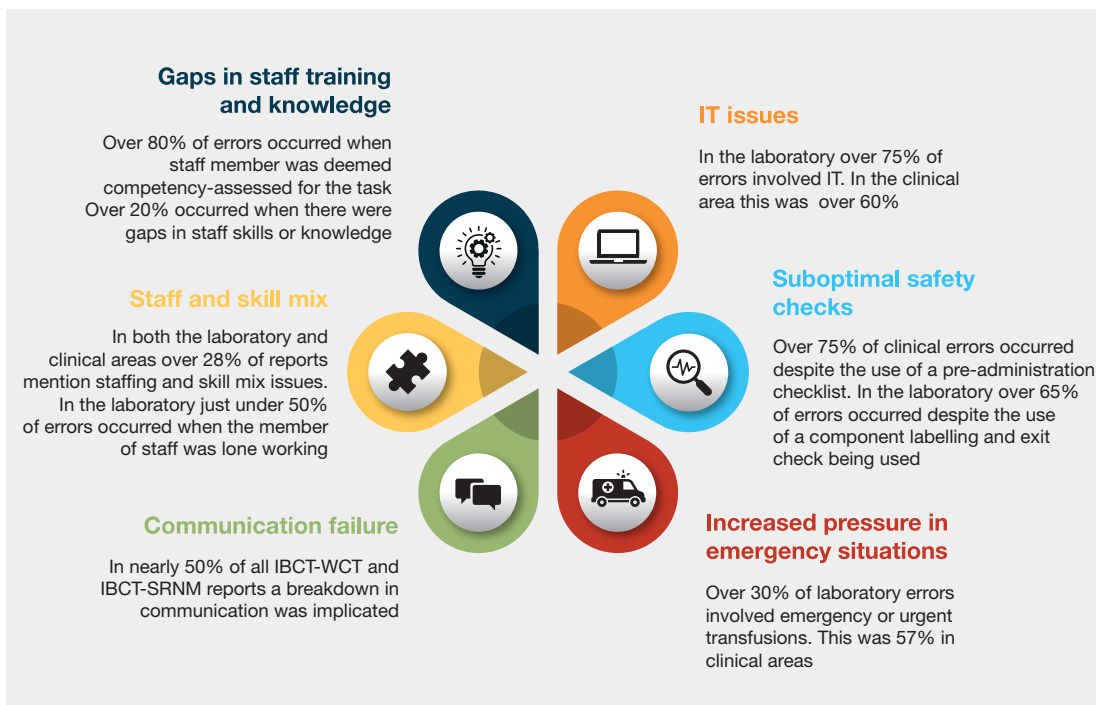 Gaps in staff training
and knowledge
Over 80% of errors occurred when
staff member was deemed
competency-assessed for the task
Over 20% occurred when there were
gaps in staff skills or knowledge
Staff and skill mix
In both the laboratory and
clinical areas over 28% of reports
mention staffing and skill mix issues.
In the laboratory just under 50%
of errors occurred when the member
of staff was lone working
Communication failure
In nearly 50% of all IBCT-WCT and
IBCT-SRNM reports a breakdown in
communication was implicated
IT issues
In the laboratory over 75% of
errors involved IT. In the clinical
area this was over 60%
Suboptimal safety
checks
Over 75% of clinical errors occurred
despite the use of a pre-administration
checklist. In the laboratory over 65%
of errors occurred despite the use
of a component labelling and exit
check being used
Increased pressure in
emergency situations
Over 30% of laboratory errors
involved emergency or urgent
transfusions. This was 57% in
clinical areas